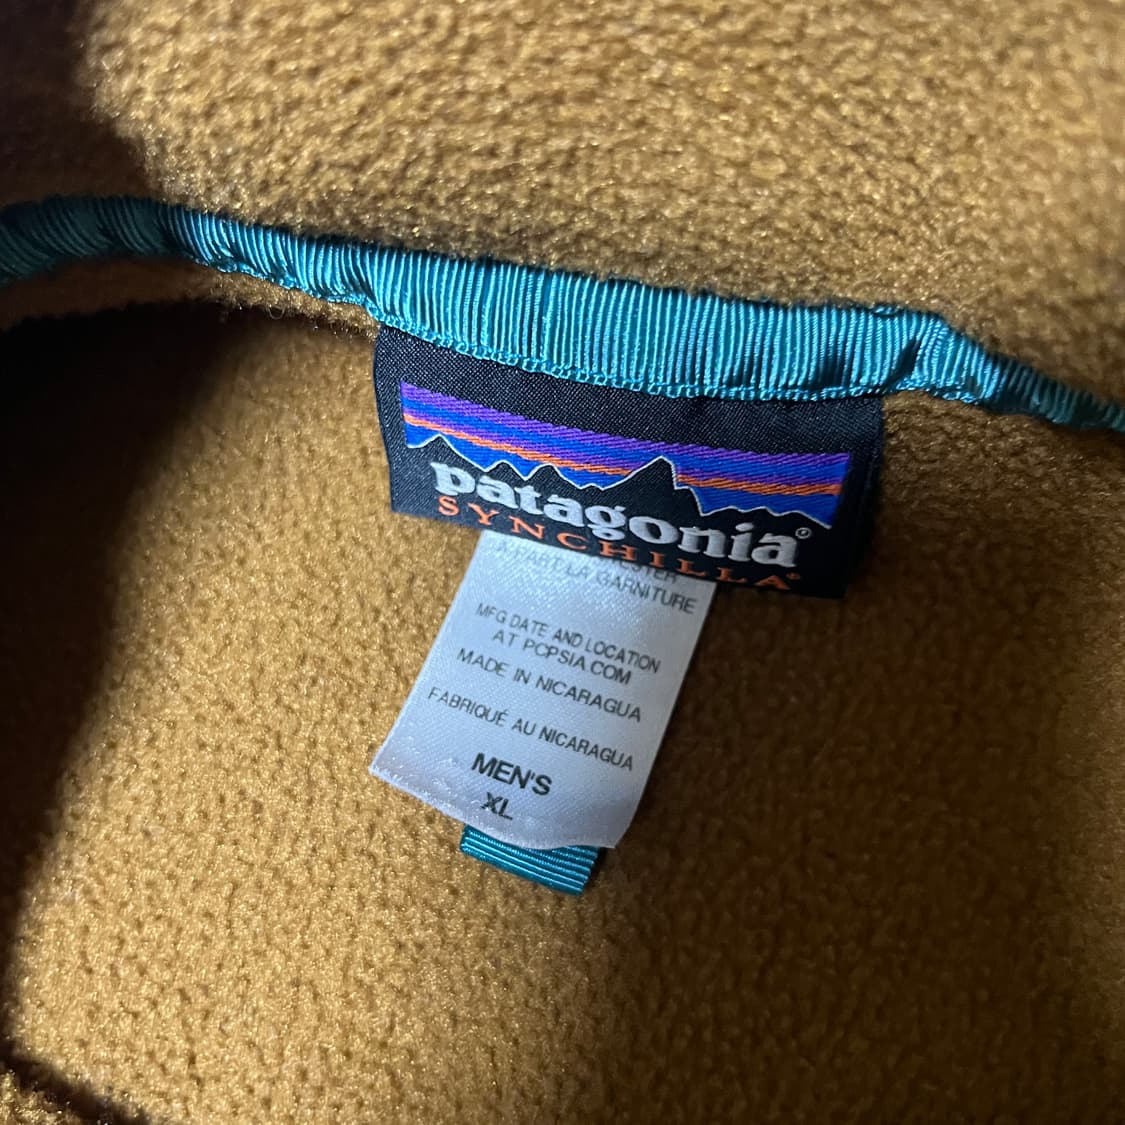 patagonia®
SYNCHILLA®
À PART LA GARNITURE
MFG DATE AND LOCATION
AT PCPSIA.COM
MADE IN NICARAGUA
FABRIQUÉ AU NICARAGUA
MEN'S
XL